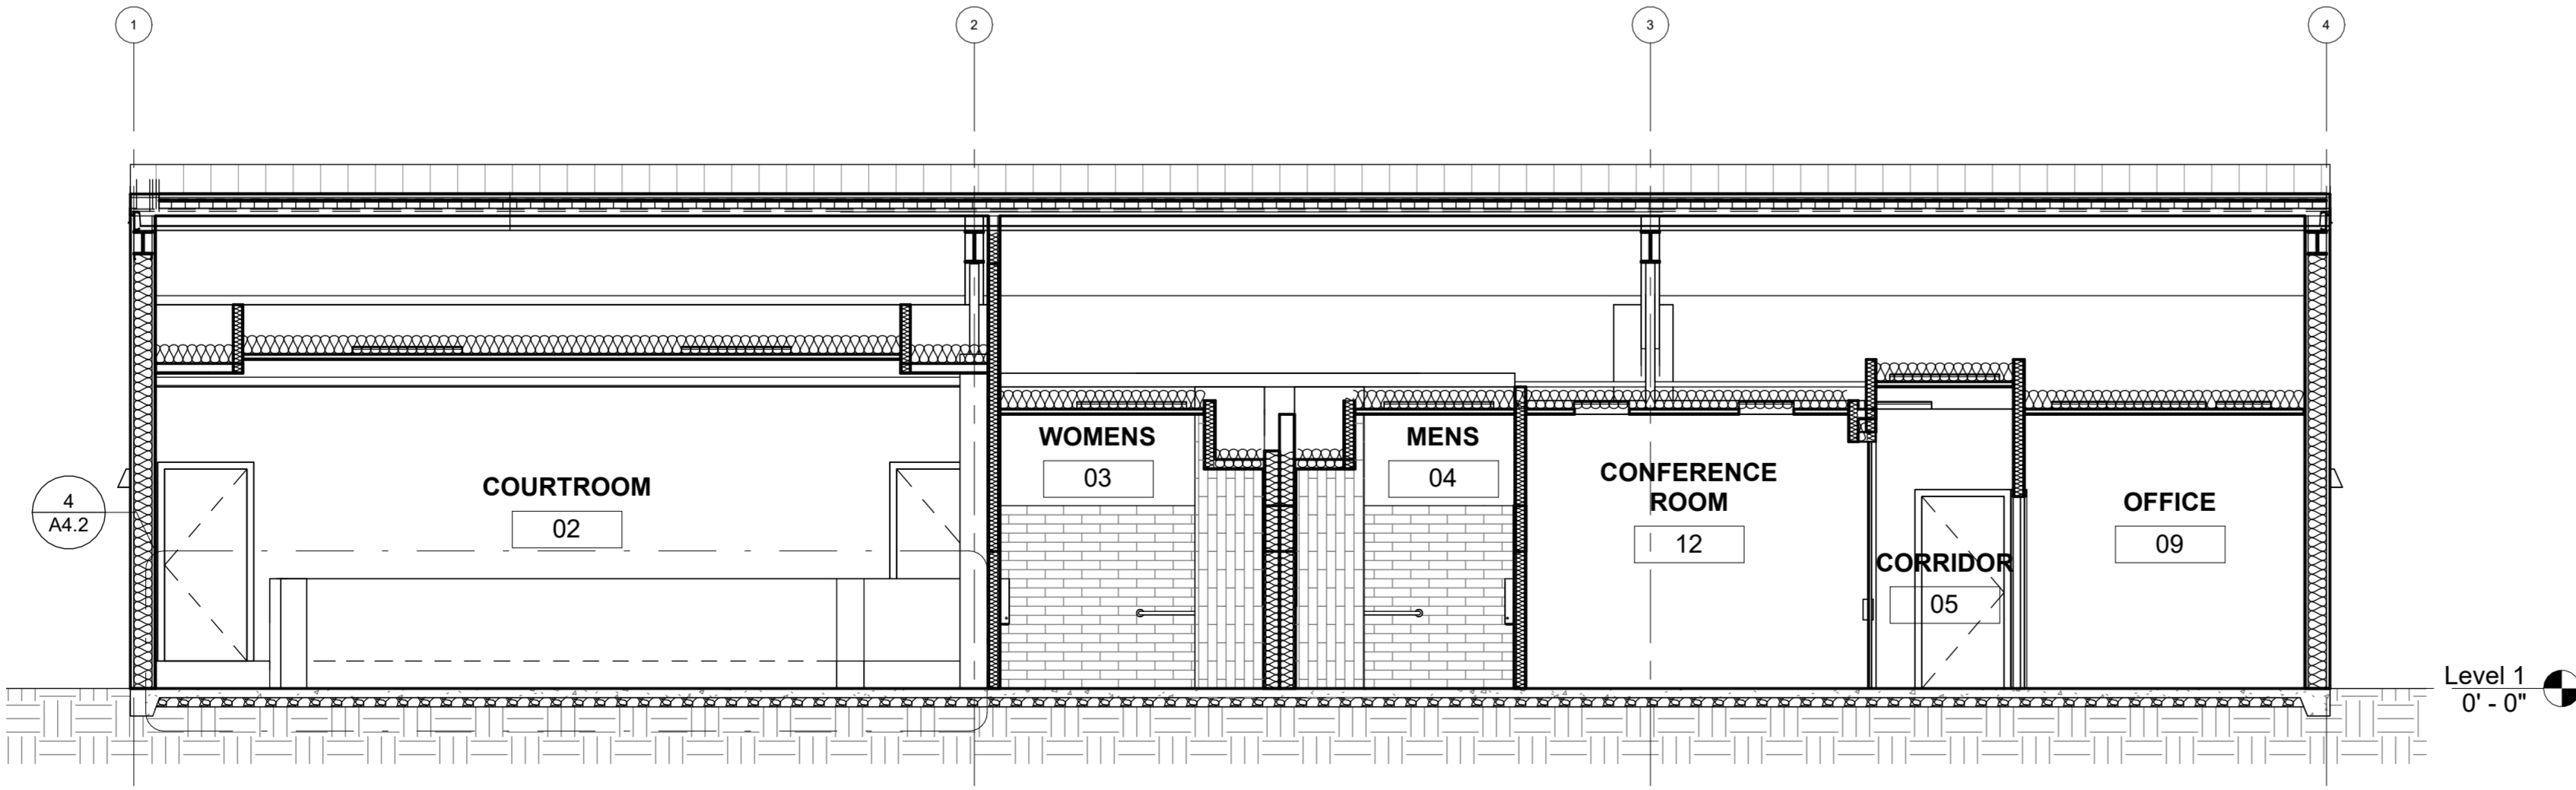 1
2
3
4
COURTROOM
02
WOMENS
03
MENS
04
CONFERENCE
ROOM
12
CORRIDOR
05
OFFICE
09
4
A4.2
Level 1
0' - 0"